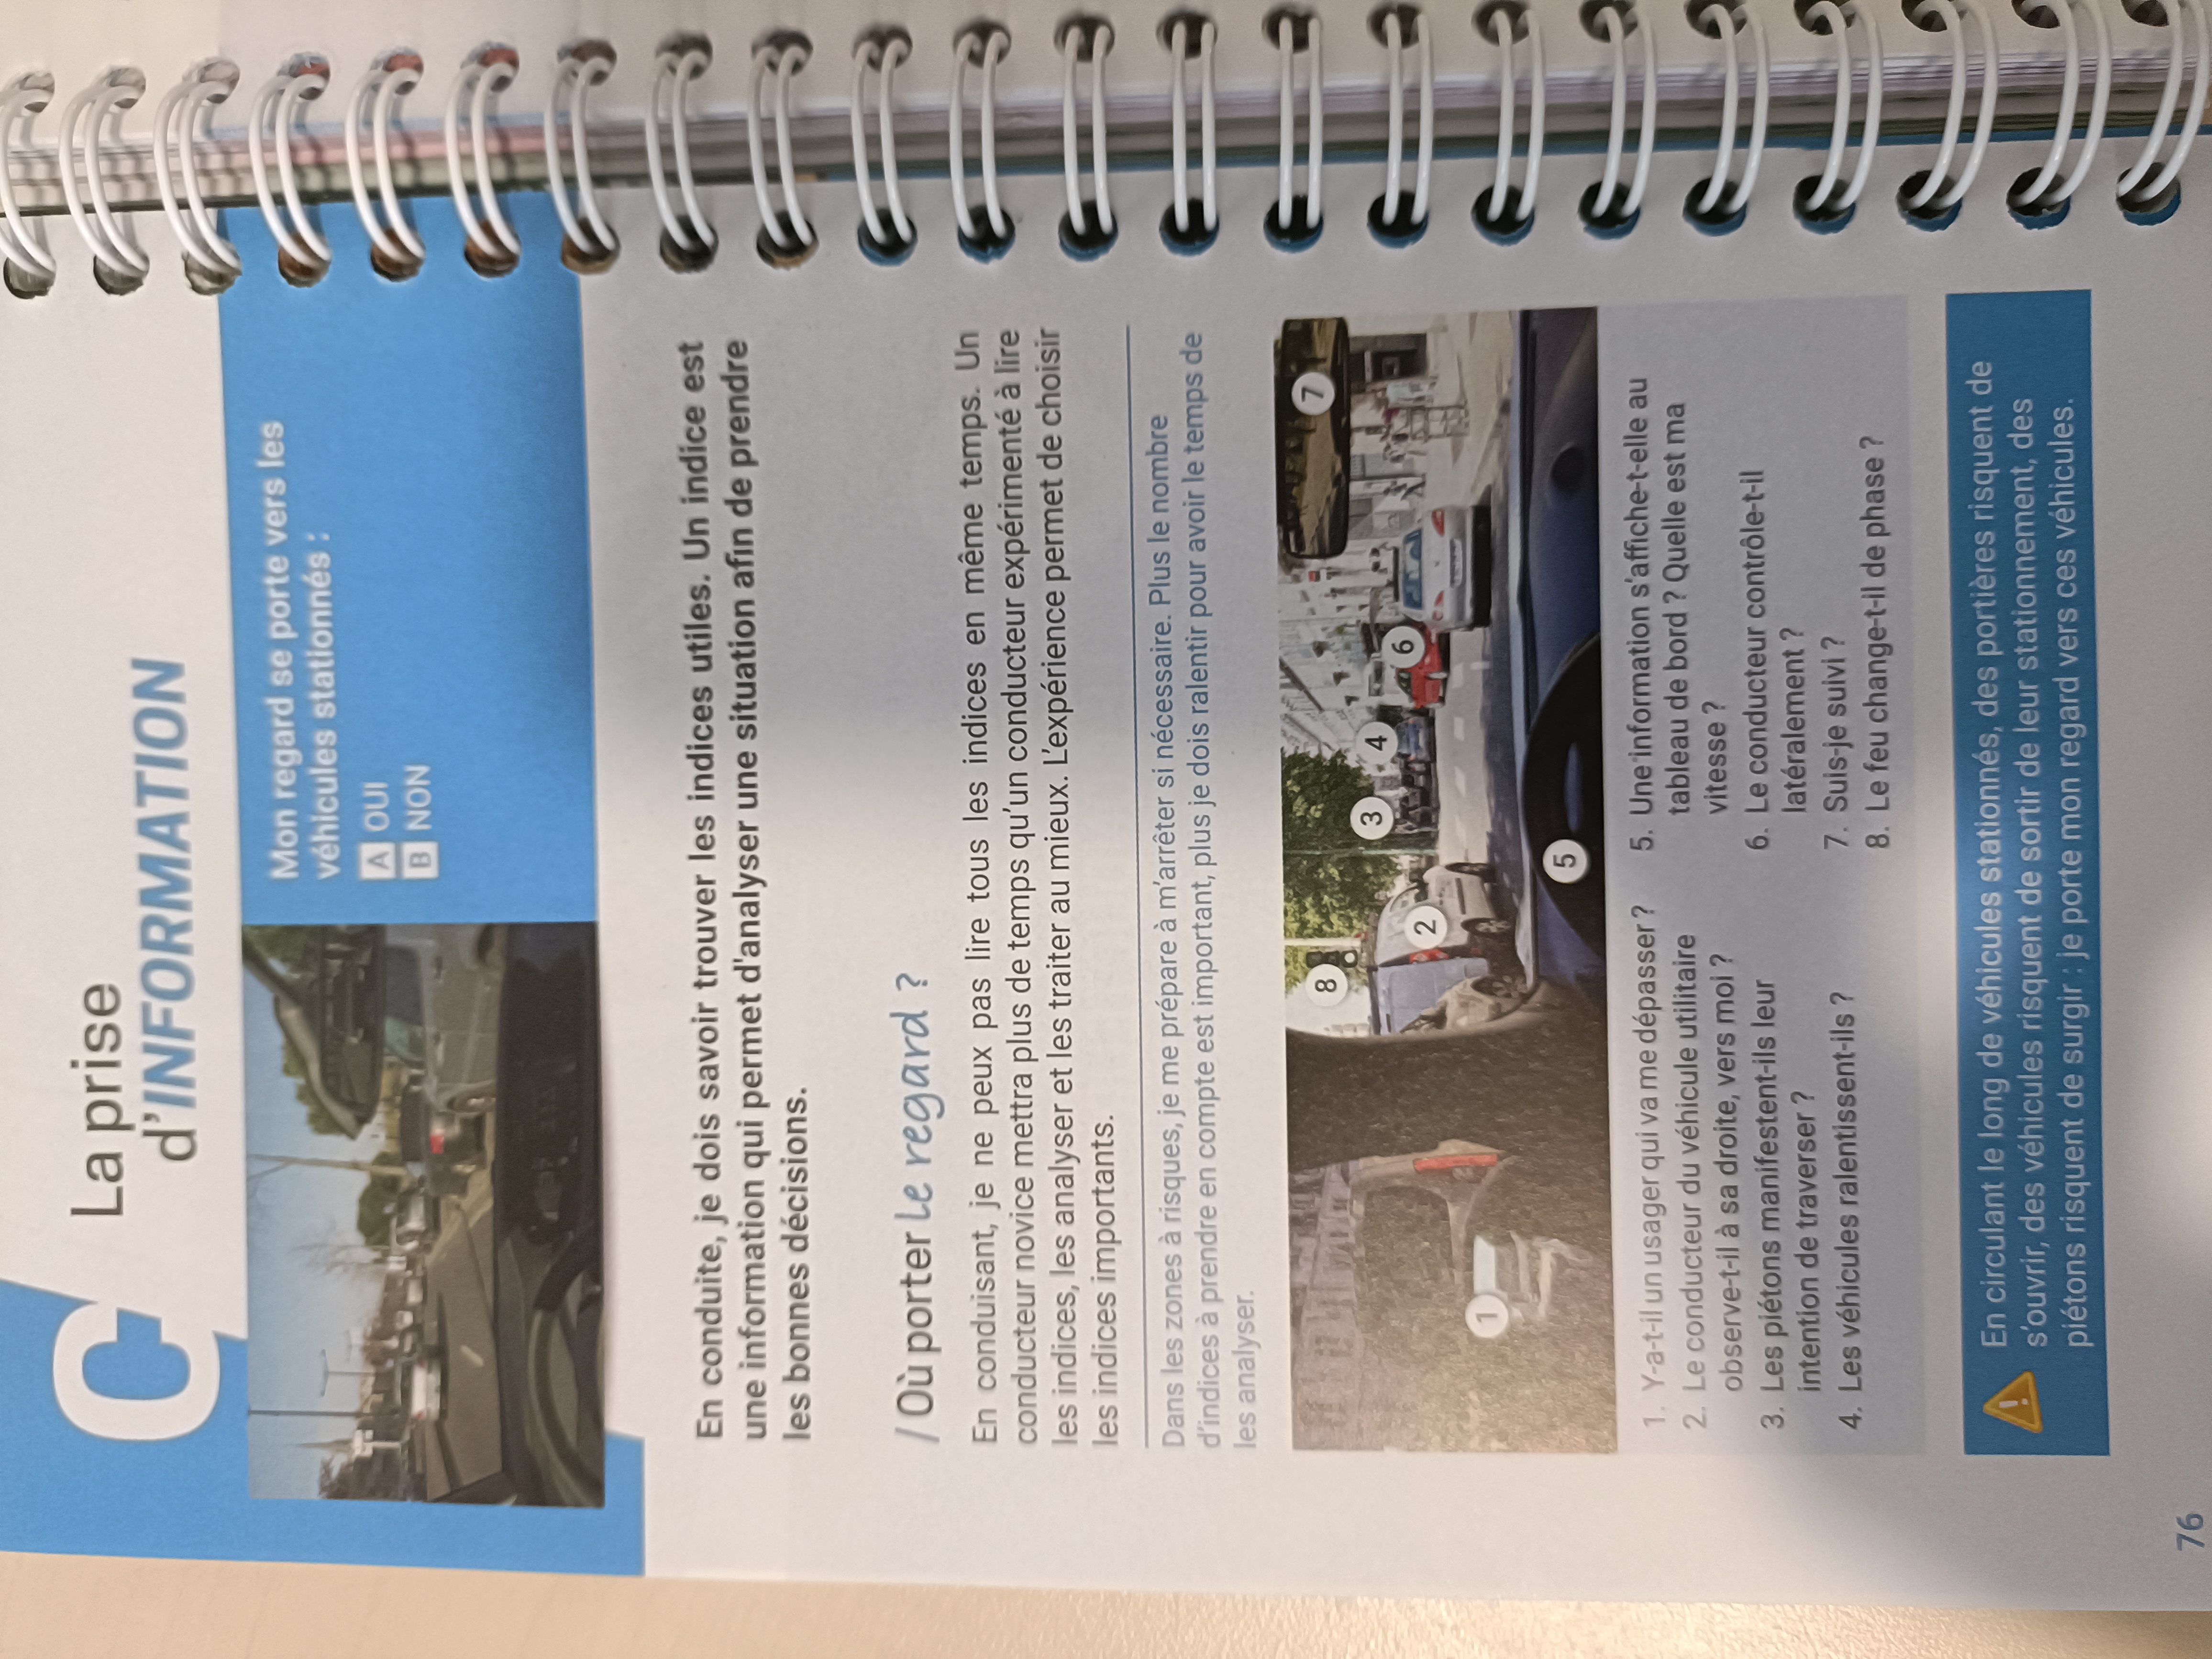 C
La prise
d'INFORMATION
Mon regard se porte vers les
véhicules stationnés :
A OUI
B NON
En conduite, je dois savoir trouver les indices utiles. Un indice est
une information qui permet d'analyser une situation afin de prendre
les bonnes décisions.
/ Où porter le regard ?
En conduisant, je ne peux pas lire tous les indices en même temps. Un
conducteur novice mettra plus de temps qu'un conducteur expérimenté à lire
les indices, les analyser et les traiter au mieux. L'expérience permet de choisir
les indices importants.
Dans les zones à risques, je me prépare à m'arrêter si nécessaire. Plus le nombre
d'indices à prendre en compte est important, plus je dois ralentir pour avoir le temps de
les analyser.
1
2
3
4
5
6
7
8
1. Y-a-t-il un usager qui va me dépasser ?
2. Le conducteur du véhicule utilitaire
observe-t-il à sa droite, vers moi ?
3. Les piétons manifestent-ils leur
intention de traverser ?
4. Les véhicules ralentissent-ils ?
5. Une information s'affiche-t-elle au
tableau de bord ? Quelle est ma
vitesse ?
6. Le conducteur contrôle-t-il
latéralement ?
7. Suis-je suivi ?
8. Le feu change-t-il de phase ?
En circulant le long de véhicules stationnés, des portières risquent de
s'ouvrir, des véhicules risquent de sortir de leur stationnement, des
piétons risquent de surgir : je porte mon regard vers ces véhicules.
76